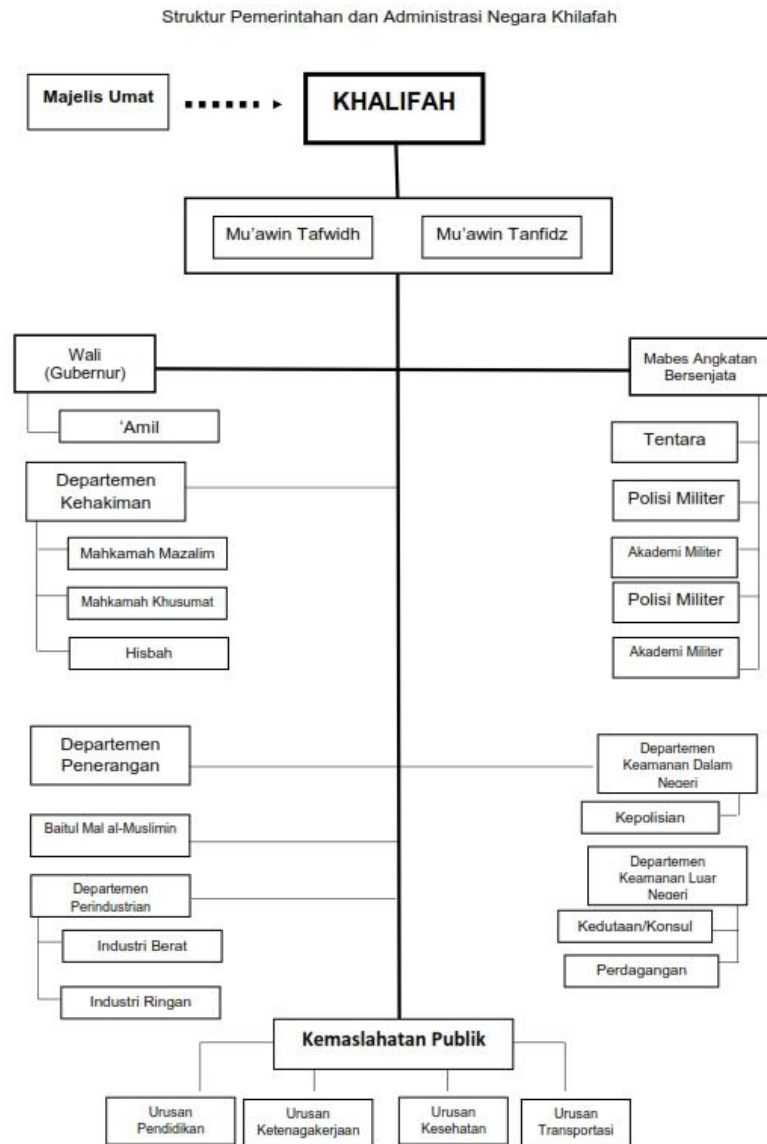 Struktur Pemerintahan dan Administrasi Negara Khilafah
Majelis Umat
KHALIFAH
Mu'awin Tafwidh
Mu'awin Tanfidz
Wali
(Gubernur)
'Amil
Departemen
Kehakiman
Mahkamah Mazalim
Mahkamah Khusumat
Hisbah
Mabes Angkatan
Bersenjata
Tentara
Polisi Militer
Akademi Militer
Polisi Militer
Akademi Militer
Departemen
Penerangan
Baitul Mal al-Muslimin
Departemen
Perindustrian
Industri Berat
Industri Ringan
Departemen
Keamanan Dalam
Negeri
Kepolisian
Departemen
Keamanan Luar
Negeri
Kedutaan/Konsul
Perdagangan
Kemaslahatan Publik
Urusan
Pendidikan
Urusan
Ketenagakerjaan
Urusan
Kesehatan
Urusan
Transportasi